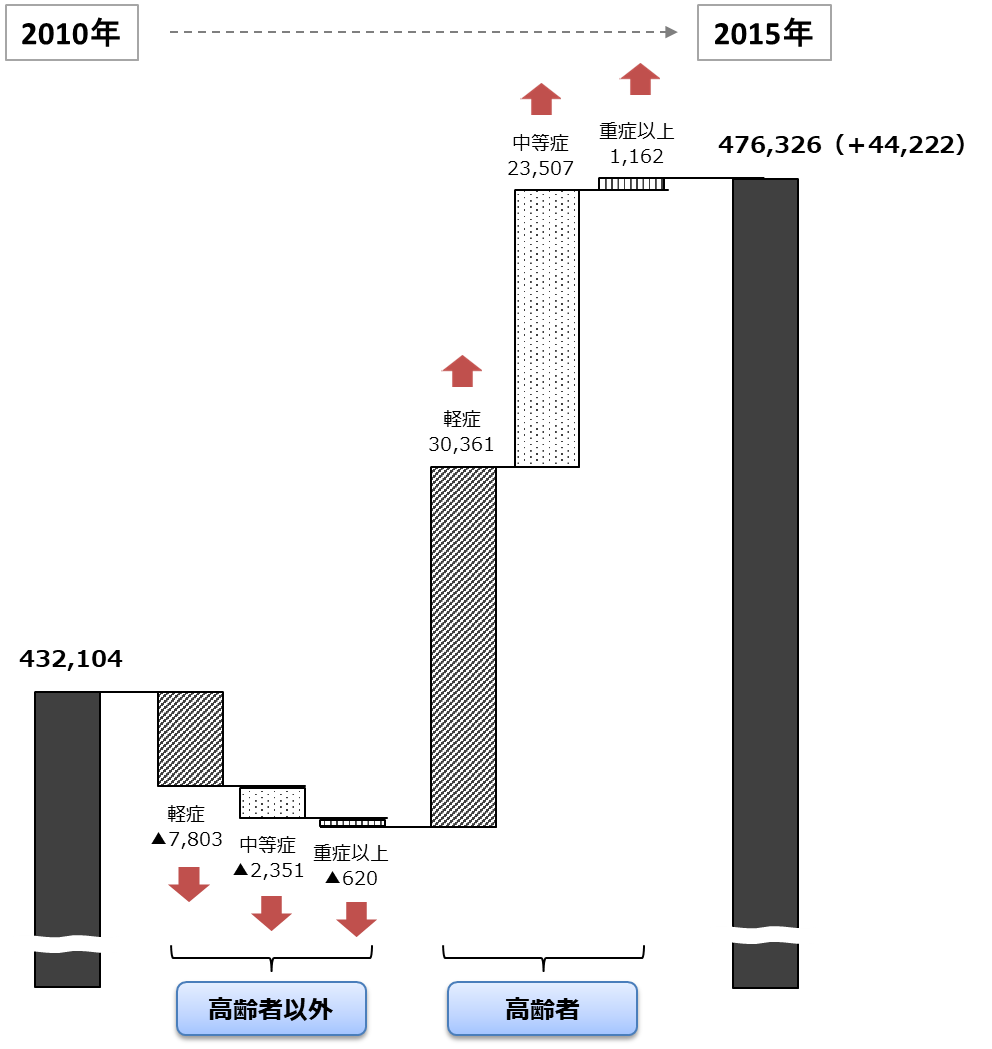 2010年
2015年
中等症
23,507
重症以上
1,162
476,326（＋44,222）
軽症
30,361
432,104
軽症
▲7,803
中等症
▲2,351
重症以上
▲620
高齢者以外
高齢者